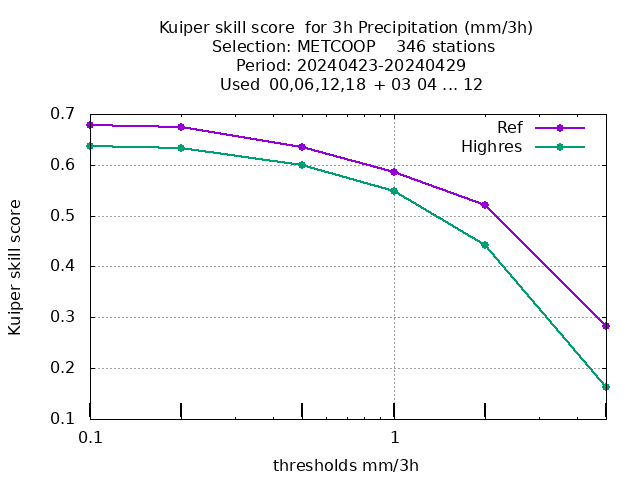 Kuiper skill score  for 3h Precipitation (mm/3h)
Selection: METCOOP    346 stations
Period: 20240423-20240429
Used  00,06,12,18  + 03 04 ... 12
Ref
Highres
0.7
0.6
0.5
0.4
0.3
0.2
0.1
Kuiper skill score
0.1
1
thresholds mm/3h